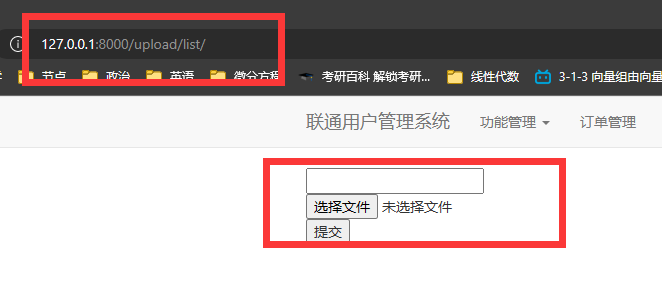 127.0.0.1:8000/upload/list/
节点 政治 英语 微分方程 考研百科 解锁考研... 线性代数 3-1-3 向量组由向量
联通用户管理系统 功能管理 订单管理
选择文件 未选择文件
提交